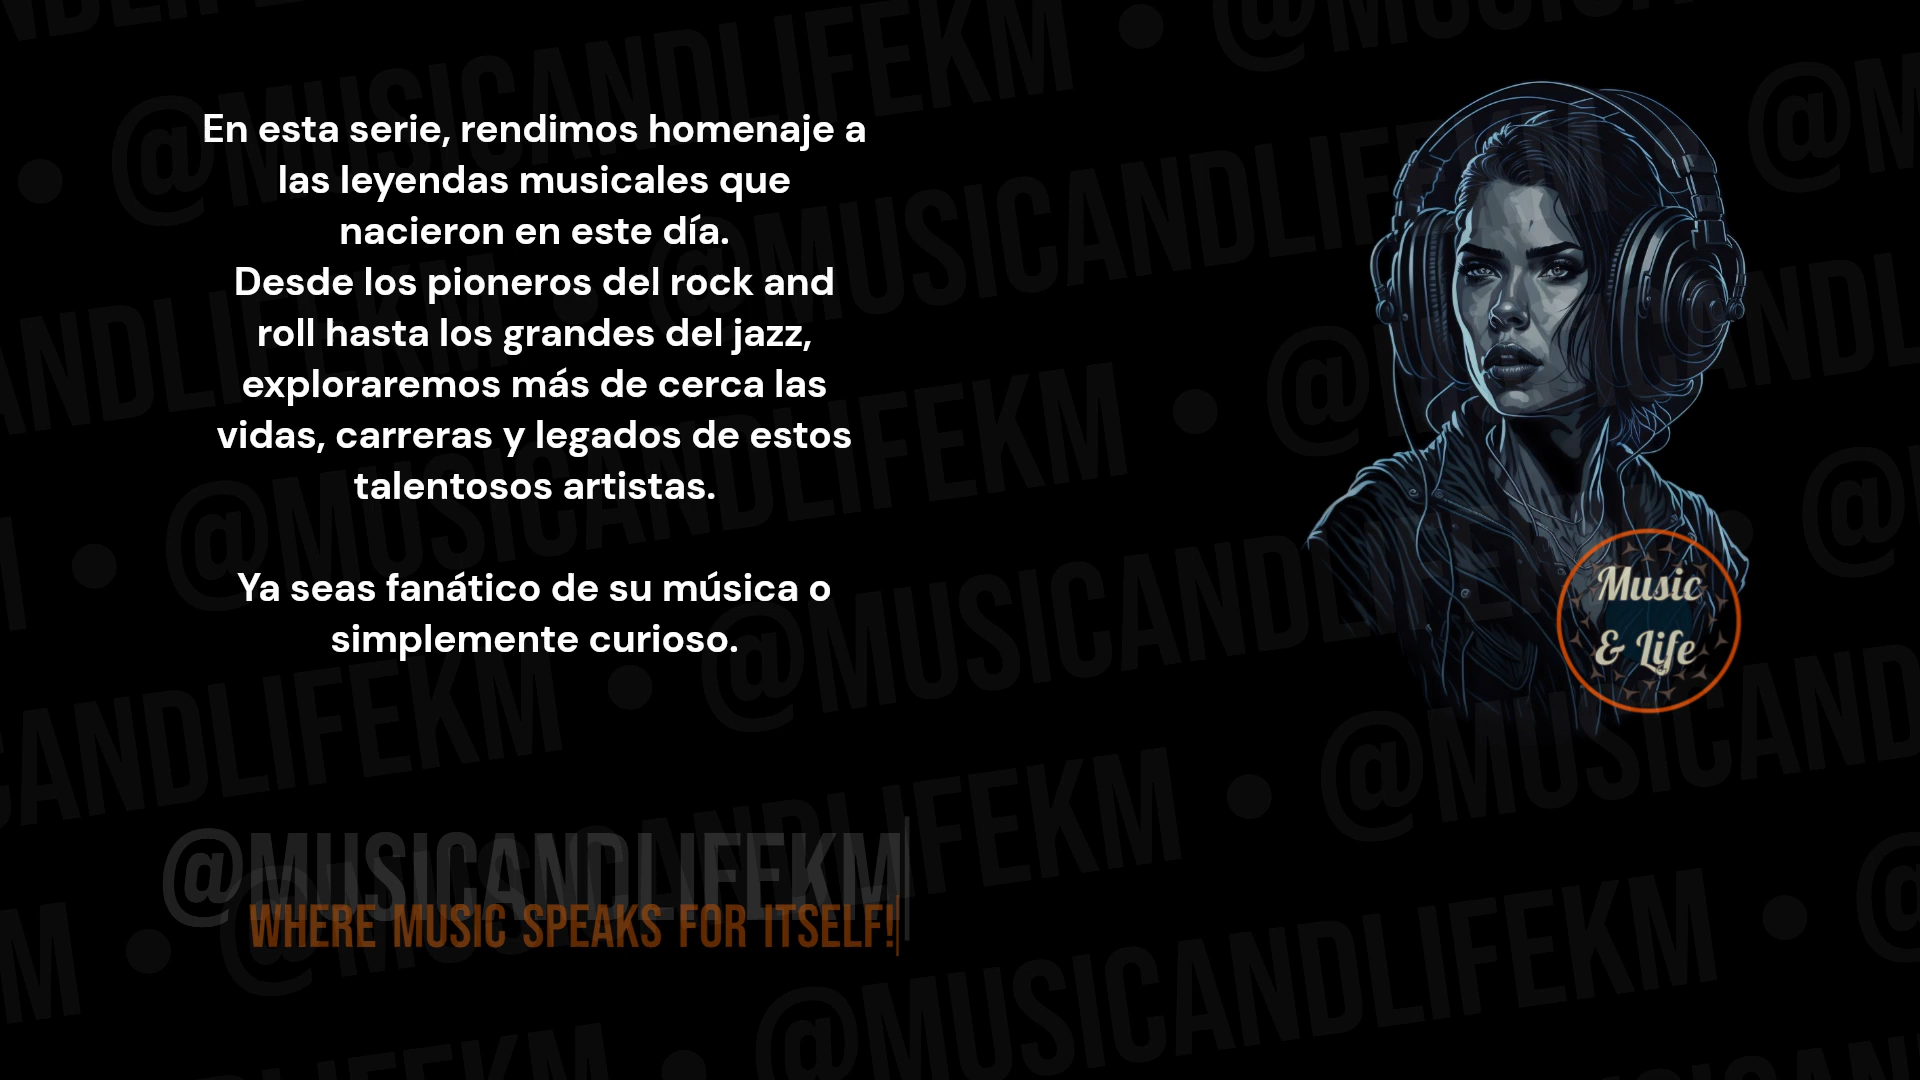 En esta serie, rendimos homenaje a
las leyendas musicales que
nacieron en este día.
Desde los pioneros del rock and
roll hasta los grandes del jazz,
exploraremos más de cerca las
vidas, carreras y legados de estos
talentosos artistas.
Ya seas fanático de su música o
simplemente curioso.
Music
& Life
@MUSICANDLIFEKM
WHERE MUSIC SPEAKS FOR ITSELF!